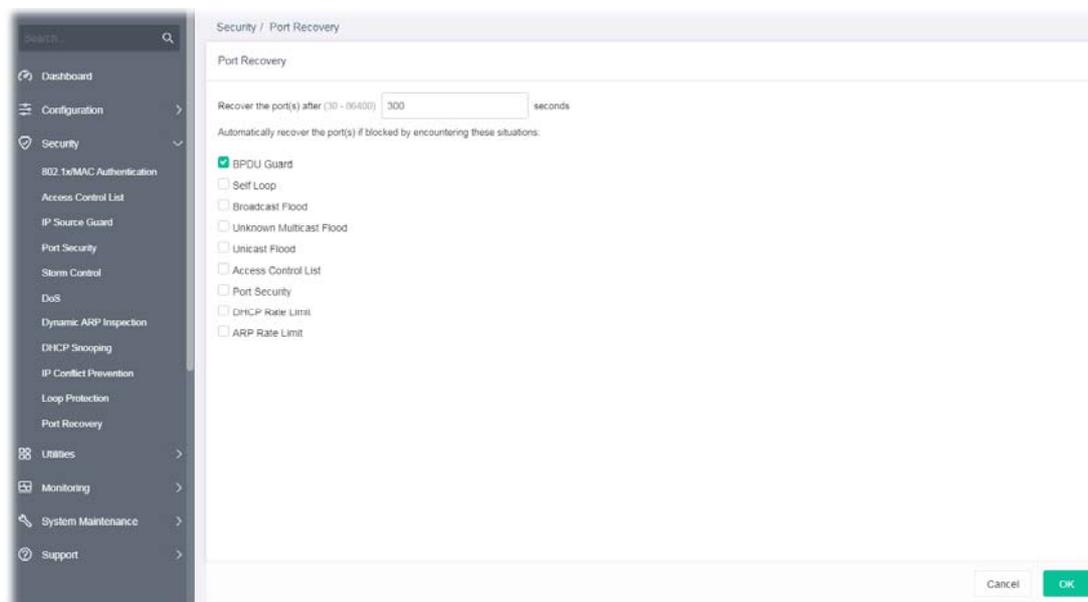 Search...
Dashboard
Configuration
Security
802.1x/MAC Authentication
Access Control List
IP Source Guard
Port Security
Storm Control
DoS
Dynamic ARP Inspection
DHCP Snooping
IP Conflict Prevention
Loop Protection
Port Recovery
Utilities
Monitoring
System Maintenance
Support
Security / Port Recovery
Port Recovery
Recover the port(s) after (30 - 86400) 300 seconds
Automatically recover the port(s) if blocked by encountering these situations:
BPDU Guard
Self Loop
Broadcast Flood
Unknown Multicast Flood
Unicast Flood
Access Control List
Port Security
DHCP Rate Limit
ARP Rate Limit
Cancel
OK